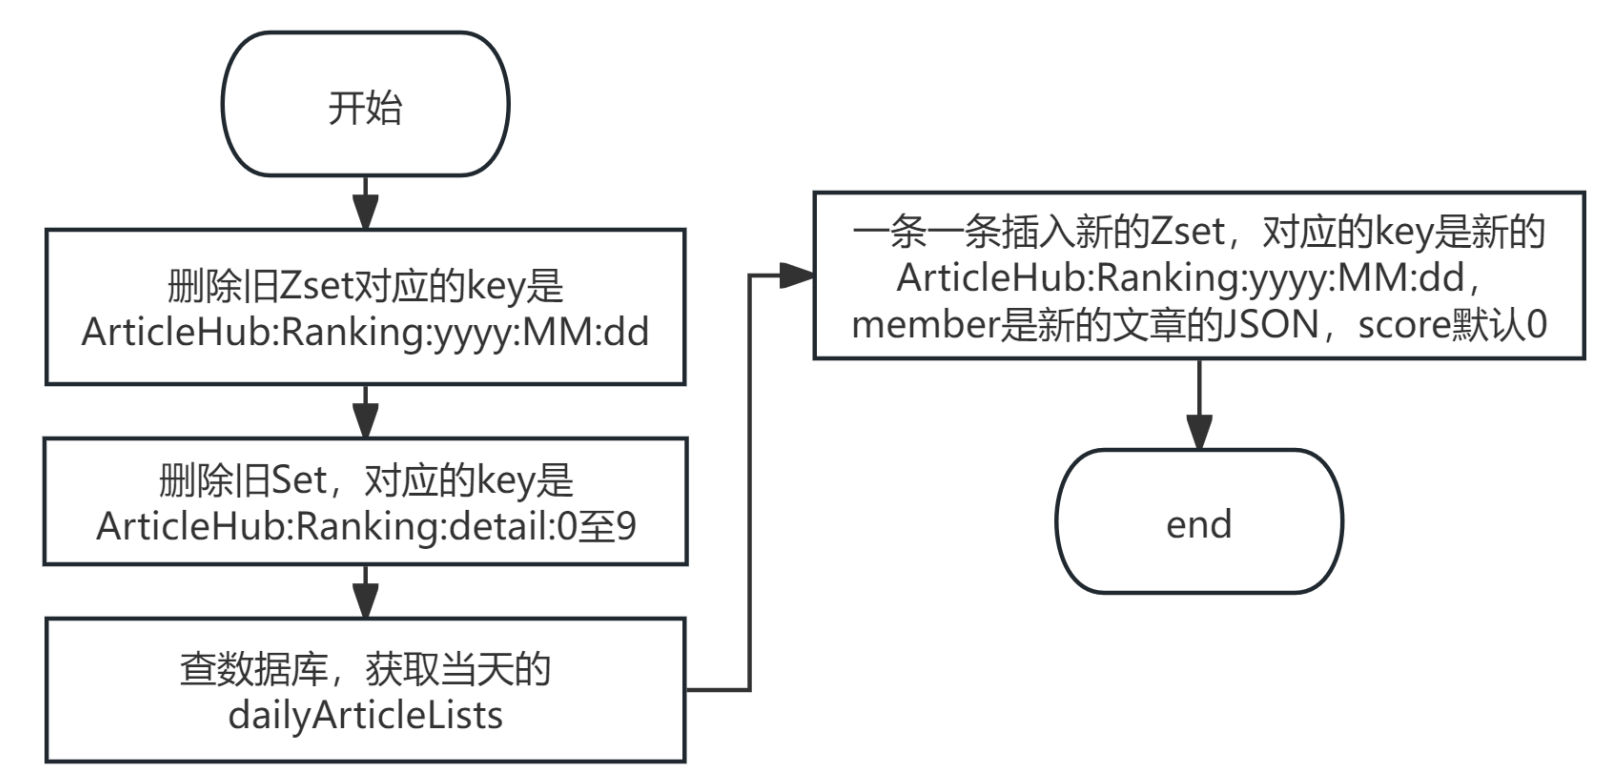 开始
删除旧Zset对应的key是
ArticleHub:Ranking:yyyy:MM:dd
删除旧Set，对应的key是
ArticleHub:Ranking:detail:0至9
查数据库，获取当天的
dailyArticleLists
一条一条插入新的Zset，对应的key是新的
ArticleHub:Ranking:yyyy:MM:dd，
member是新的文章的JSON，score默认0
end